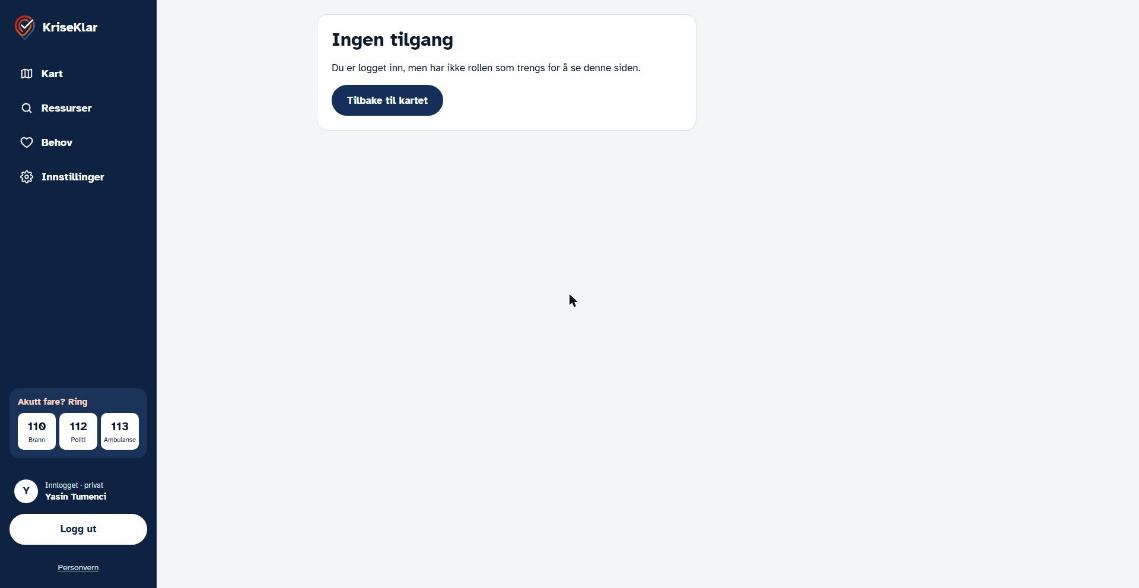 KriseKlar
Kart
Ressurser
Behov
Innstillinger
Akutt fare? Ring
110
Brann
112
Politi
113
Ambulanse
Y
Innlogget · privat
Yasin Tumenci
Logg ut
Personvern
Ingen tilgang
Du er logget inn, men har ikke rollen som trengs for å se denne siden.
Tilbake til kartet